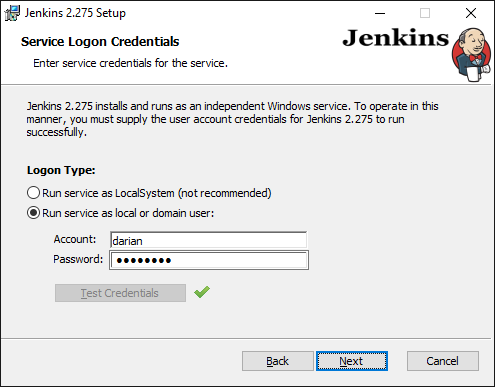 Jenkins 2.275 Setup
Service Logon Credentials
Enter service credentials for the service.
Jenkins
Jenkins 2.275 installs and runs as an independent Windows service. To operate in this
manner, you must supply the user account credentials for Jenkins 2.275 to run
successfully.
Logon Type:
Run service as LocalSystem (not recommended)
Run service as local or domain user:
Account: darian
Password: ●●●●●●●●
Test Credentials
Back Next Cancel